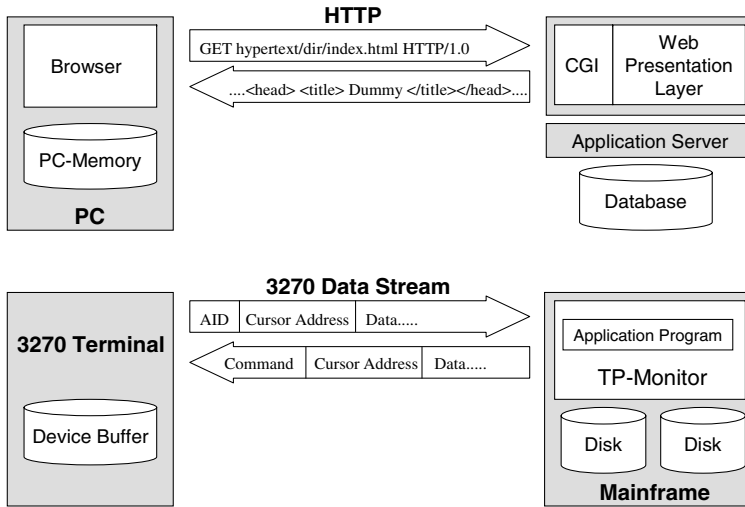 HTTP
Browser
GET hypertext/dir/index.html HTTP/1.0
....<head> <title> Dummy </title></head>....
CGI
Web
Presentation
Layer
PC-Memory
PC
Application Server
Database
3270 Data Stream
3270 Terminal
AID
Cursor Address
Data.....
Command
Cursor Address
Data.....
Application Program
TP-Monitor
Device Buffer
Disk
Disk
Mainframe